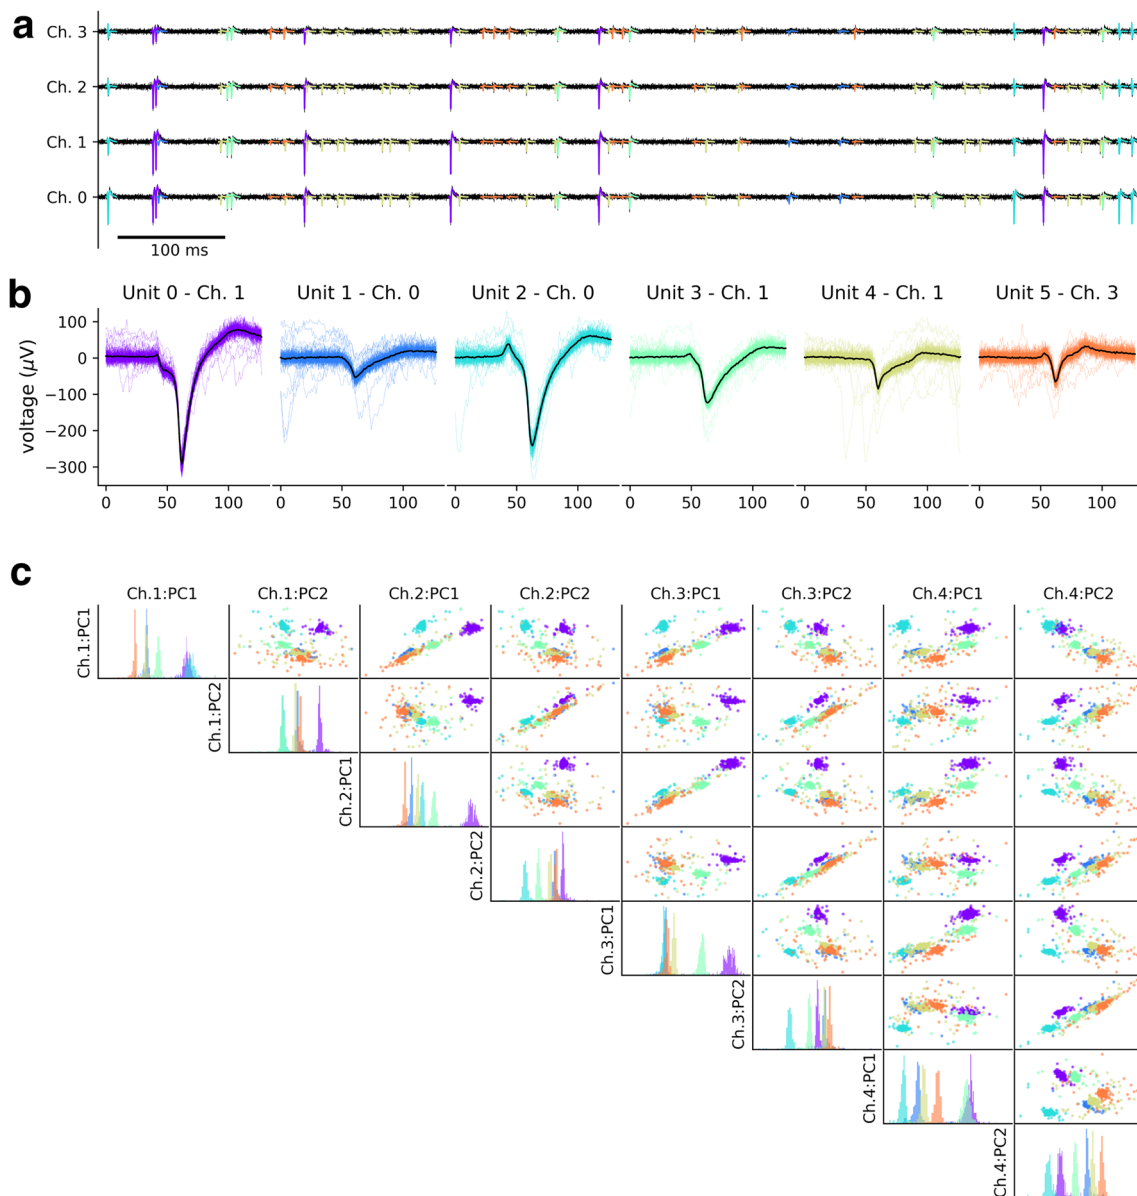 a
Ch. 3
Ch. 2
Ch. 1
Ch. 0
100 ms
b
Unit 0 - Ch. 1 Unit 1 - Ch. 0 Unit 2 - Ch. 0 Unit 3 - Ch. 1 Unit 4 - Ch. 1 Unit 5 - Ch. 3
voltage (μV)
100
0
−100
−200
−300
0 50 100 0 50 100 0 50 100 0 50 100 0 50 100 0 50 100
c
Ch.1:PC1 Ch.1:PC2 Ch.2:PC1 Ch.2:PC2 Ch.3:PC1 Ch.3:PC2 Ch.4:PC1 Ch.4:PC2
Ch.1:PC1
Ch.1:PC2
Ch.2:PC1
Ch.2:PC2
Ch.3:PC1
Ch.3:PC2
Ch.4:PC1
Ch.4:PC2